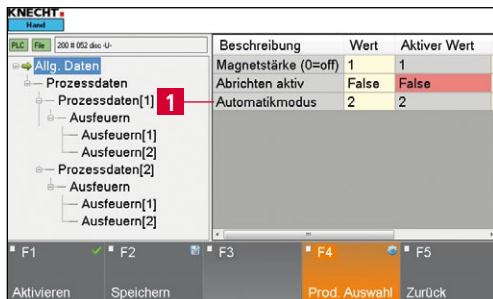 KNECHT
Hand
PLC File 200 II 052 disc -U-
Allg. Daten
Prozessdaten
Prozessdaten[1]
Ausfeuern
Ausfeuern[1]
Ausfeuern[2]
Prozessdaten[2]
Ausfeuern
Ausfeuern[1]
Ausfeuern[2]
1
Beschreibung Wert Aktiver Wert
Magnetstärke (0=off) 1 1
Abrichten aktiv False False
Automatikmodus 2 2
F1 F2 F3 F4 F5
Aktivieren Speichern Prod. Auswahl Zurück